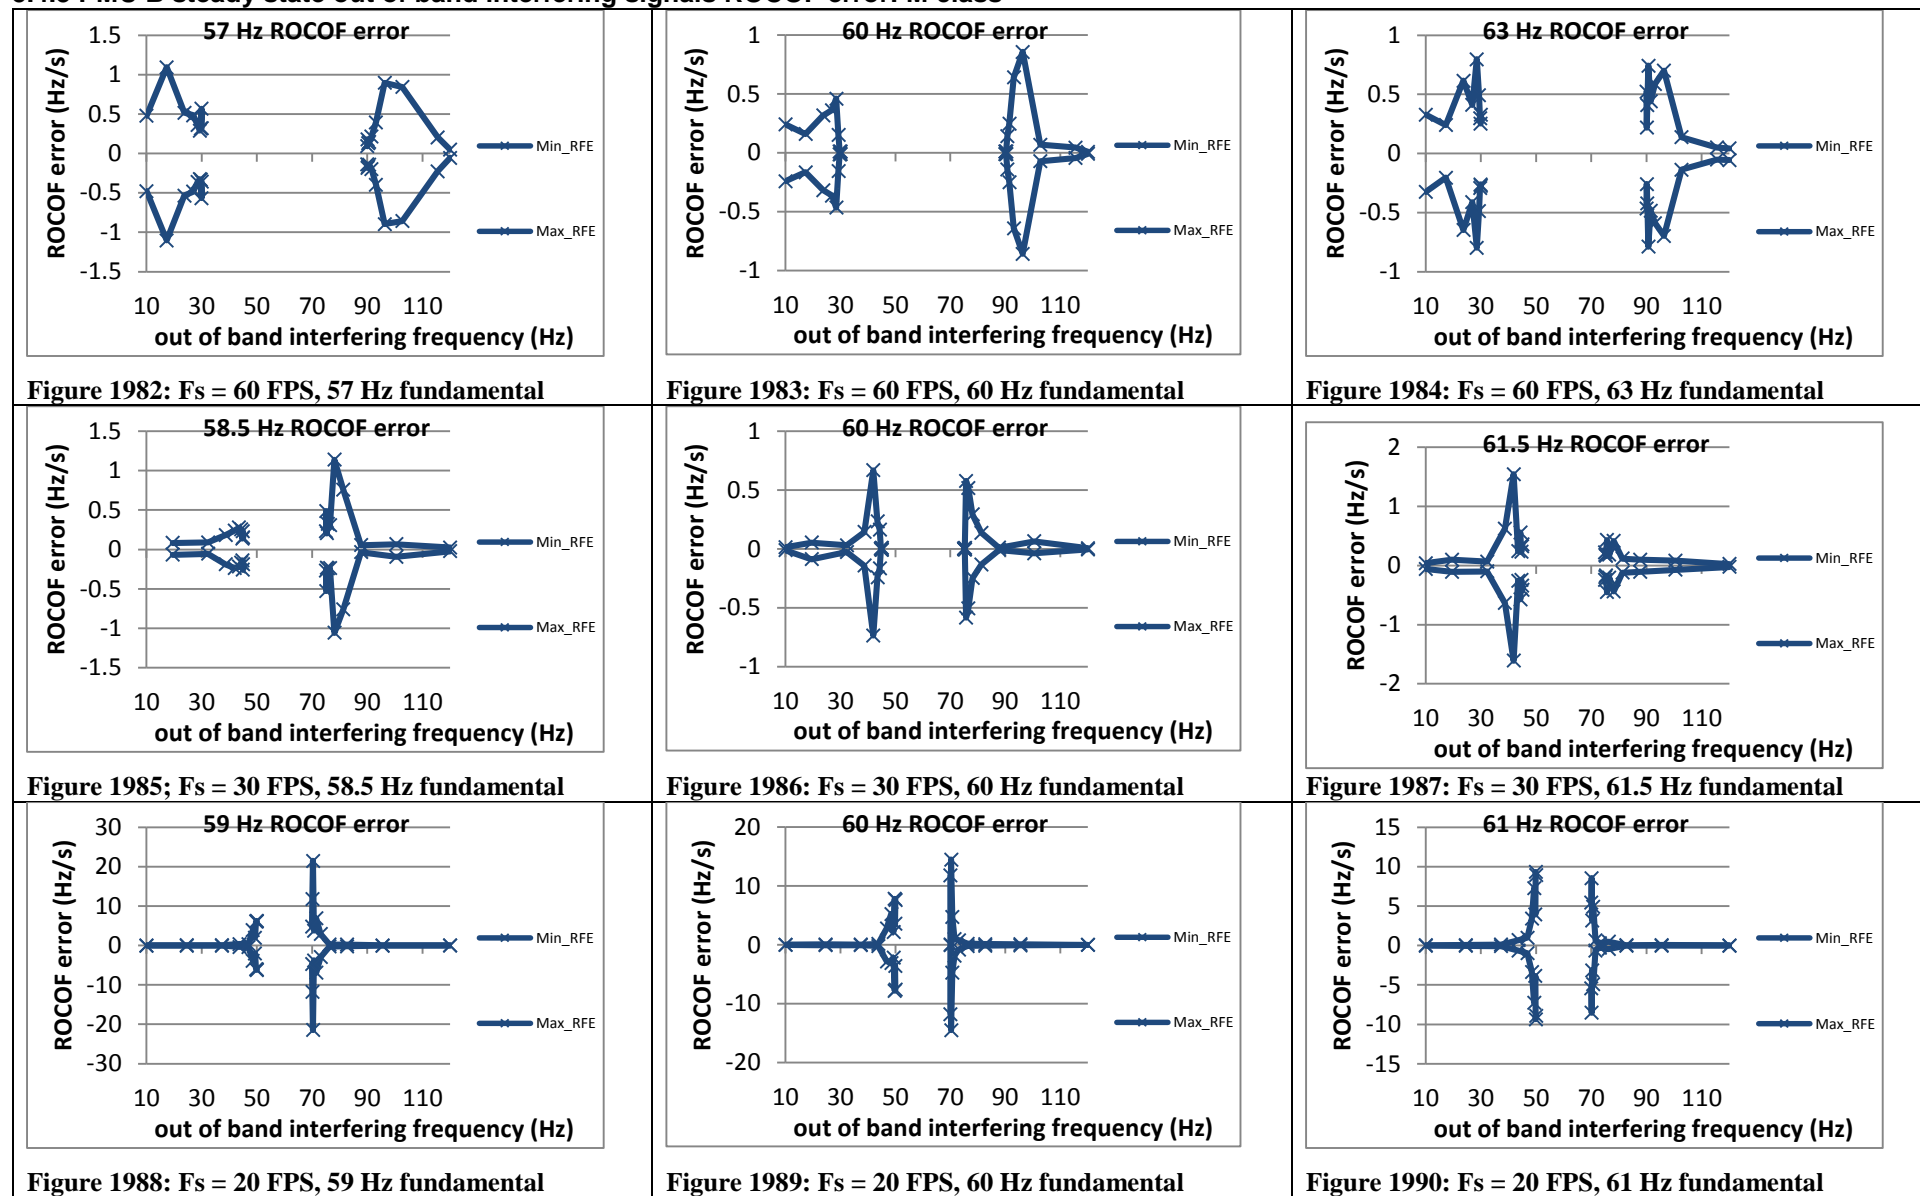 PMU B steady state out of band interfering signals ROCOF error M class
57 Hz ROCOF error
ROCOF error (Hz/s)
1.5
1
0.5
0
-0.5
-1
-1.5
10 30 50 70 90 110
out of band interfering frequency (Hz)
Min_RFE
Max_RFE
Figure 1982: Fs = 60 FPS, 57 Hz fundamental
60 Hz ROCOF error
ROCOF error (Hz/s)
1
0.5
0
-0.5
-1
10 30 50 70 90 110
out of band interfering frequency (Hz)
Min_RFE
Max_RFE
Figure 1983: Fs = 60 FPS, 60 Hz fundamental
63 Hz ROCOF error
ROCOF error (Hz/s)
1
0.5
0
-0.5
-1
10 30 50 70 90 110
out of band interfering frequency (Hz)
Min_RFE
Max_RFE
Figure 1984: Fs = 60 FPS, 63 Hz fundamental
58.5 Hz ROCOF error
ROCOF error (Hz/s)
1.5
1
0.5
0
-0.5
-1
-1.5
10 30 50 70 90 110
out of band interfering frequency (Hz)
Min_RFE
Max_RFE
Figure 1985; Fs = 30 FPS, 58.5 Hz fundamental
60 Hz ROCOF error
ROCOF error (Hz/s)
1
0.5
0
-0.5
-1
10 30 50 70 90 110
out of band interfering frequency (Hz)
Min_RFE
Max_RFE
Figure 1986: Fs = 30 FPS, 60 Hz fundamental
61.5 Hz ROCOF error
ROCOF error (Hz/s)
2
1
0
-1
-2
10 30 50 70 90 110
out of band interfering frequency (Hz)
Min_RFE
Max_RFE
Figure 1987: Fs = 30 FPS, 61.5 Hz fundamental
59 Hz ROCOF error
ROCOF error (Hz/s)
30
20
10
0
-10
-20
-30
10 30 50 70 90 110
out of band interfering frequency (Hz)
Min_RFE
Max_RFE
Figure 1988: Fs = 20 FPS, 59 Hz fundamental
60 Hz ROCOF error
ROCOF error (Hz/s)
20
10
0
-10
-20
10 30 50 70 90 110
out of band interfering frequency (Hz)
Min_RFE
Max_RFE
Figure 1989: Fs = 20 FPS, 60 Hz fundamental
61 Hz ROCOF error
ROCOF error (Hz/s)
15
10
5
0
-5
-10
-15
10 30 50 70 90 110
out of band interfering frequency (Hz)
Min_RFE
Max_RFE
Figure 1990: Fs = 20 FPS, 61 Hz fundamental